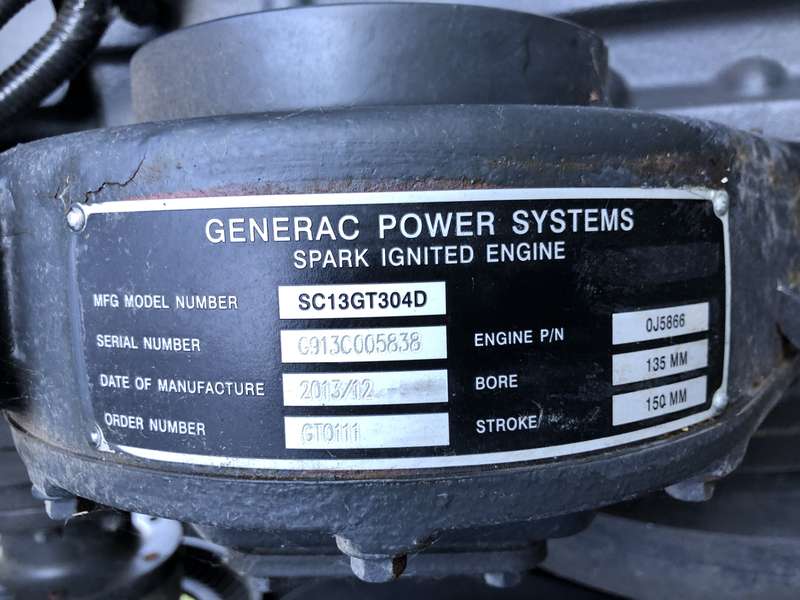 GENERAC POWER SYSTEMS
SPARK IGNITED ENGINE
MFG MODEL NUMBER SC13GT304D
SERIAL NUMBER G913C005838 ENGINE P/N 0J5866
DATE OF MANUFACTURE 2013/12 BORE 135 MM
ORDER NUMBER GT0111 STROKE 150 MM